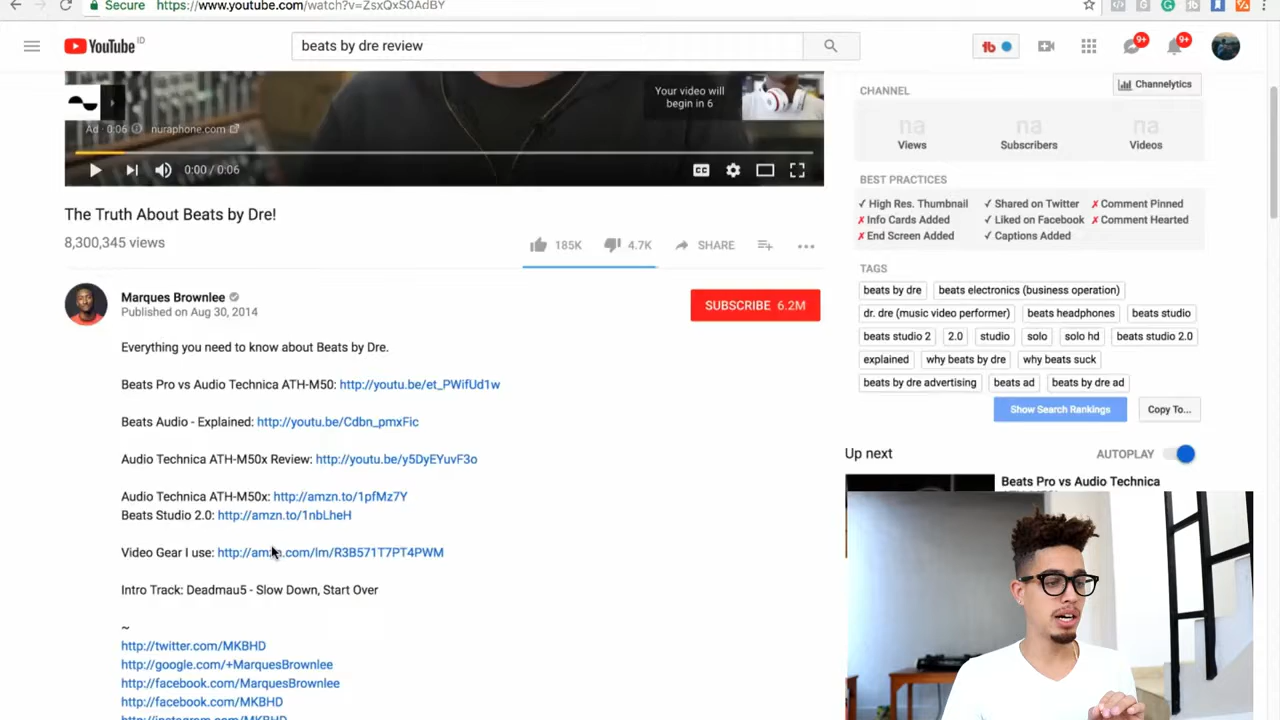 Secure https://www.youtube.com/watch?v=ZsxQxS0AdBY
YouTube ID
beats by dre review
9+
9+
Your video will
begin in 6
Ad · 0:06 nuraphone.com
0:00 / 0:06
CC
The Truth About Beats by Dre!
8,300,345 views
185K
4.7K
SHARE
Marques Brownlee
Published on Aug 30, 2014
SUBSCRIBE 6.2M
Everything you need to know about Beats by Dre.
Beats Pro vs Audio Technica ATH-M50: http://youtu.be/et_PWifUd1w
Beats Audio - Explained: http://youtu.be/Cdbn_pmxFic
Audio Technica ATH-M50x Review: http://youtu.be/y5DyEYuvF3o
Audio Technica ATH-M50x: http://amzn.to/1pfMz7Y
Beats Studio 2.0: http://amzn.to/1nbLheH
Video Gear I use: http://amzn.com/lm/R3B571T7PT4PWM
Intro Track: Deadmau5 - Slow Down, Start Over
~
http://twitter.com/MKBHD
http://google.com/+MarquesBrownlee
http://facebook.com/MarquesBrownlee
http://facebook.com/MKBHD
http://instagram.com/MKBHD
CHANNEL
Channelytics
na na na
Views Subscribers Videos
BEST PRACTICES
✓ High Res. Thumbnail ✓ Shared on Twitter ✗ Comment Pinned
✗ Info Cards Added ✓ Liked on Facebook ✗ Comment Hearted
✗ End Screen Added ✓ Captions Added
TAGS
beats by dre beats electronics (business operation)
dr. dre (music video performer) beats headphones beats studio
beats studio 2 2.0 studio solo solo hd beats studio 2.0
explained why beats by dre why beats suck
beats by dre advertising beats ad beats by dre ad
Show Search Rankings Copy To...
Up next
AUTOPLAY
Beats Pro vs Audio Technica